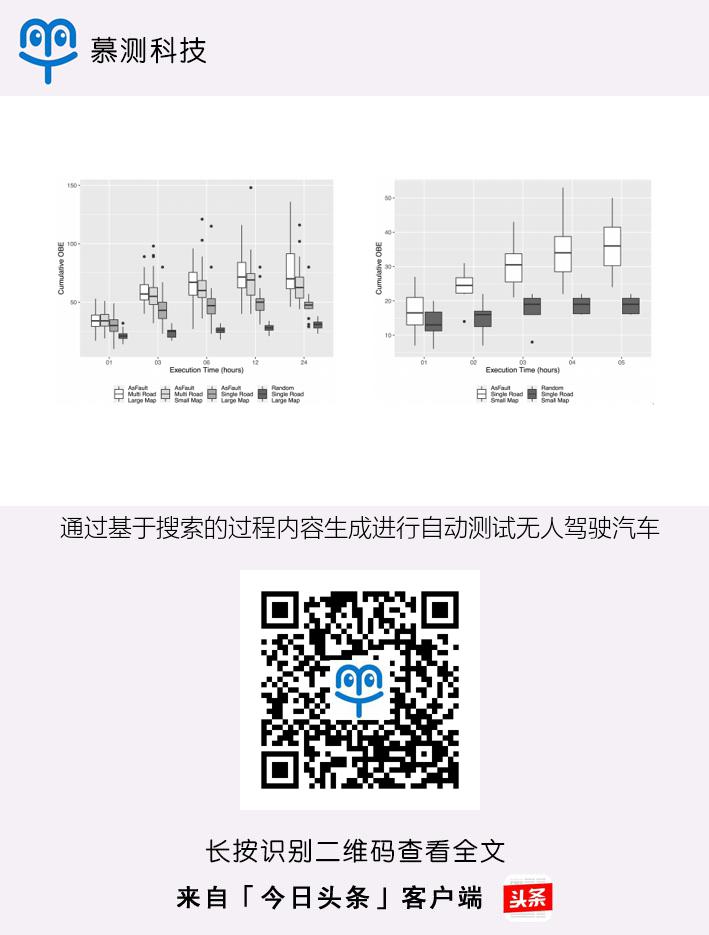 慕测科技
150
100
50
Cumulative OBE
01 03 06 12 24
Execution Time (hours)
AsFault Multi Road Large Map
AsFault Multi Road Small Map
AsFault Single Road Large Map
Random Single Road Large Map
50
40
30
20
10
Cumulative OBE
01 02 03 04 05
Execution Time (hours)
AsFault Single Road Small Map
Random Single Road Small Map
通过基于搜索的过程内容生成进行自动测试无人驾驶汽车
长按识别二维码查看全文
来自「今日头条」客户端
头条